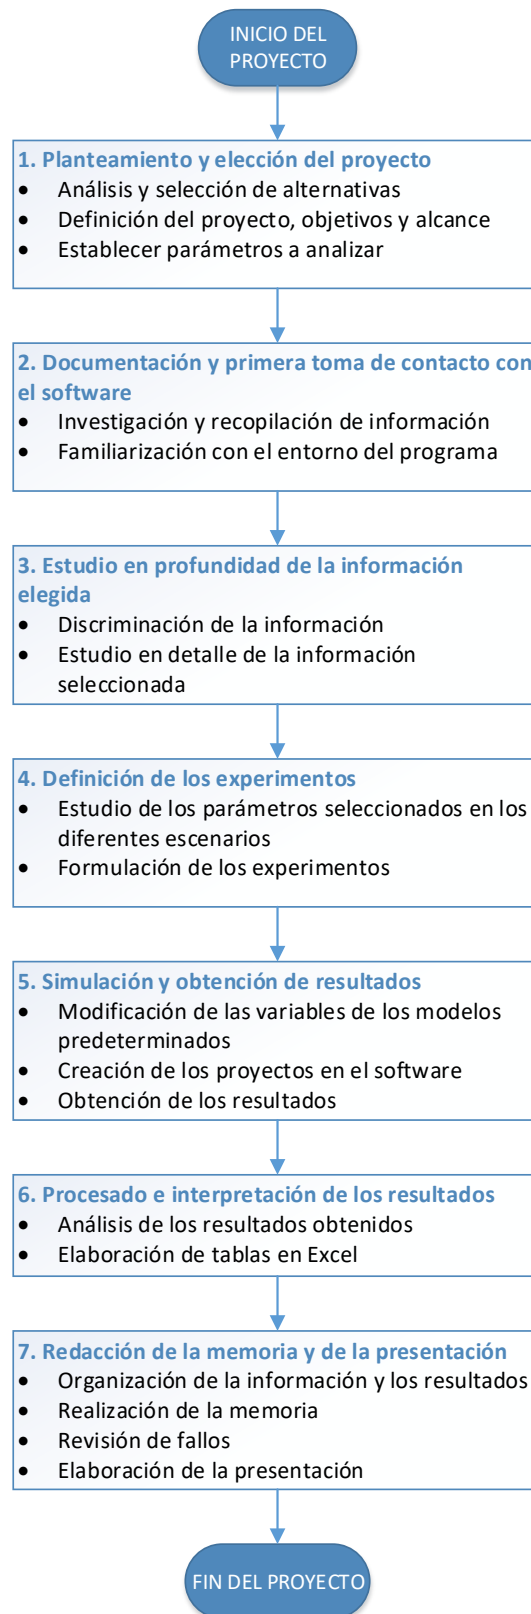 INICIO DEL
PROYECTO
1. Planteamiento y elección del proyecto
• Análisis y selección de alternativas
• Definición del proyecto, objetivos y alcance
• Establecer parámetros a analizar
2. Documentación y primera toma de contacto con
el software
• Investigación y recopilación de información
• Familiarización con el entorno del programa
3. Estudio en profundidad de la información
elegida
• Discriminación de la información
• Estudio en detalle de la información
seleccionada
4. Definición de los experimentos
• Estudio de los parámetros seleccionados en los
diferentes escenarios
• Formulación de los experimentos
5. Simulación y obtención de resultados
• Modificación de las variables de los modelos
predeterminados
• Creación de los proyectos en el software
• Obtención de los resultados
6. Procesado e interpretación de los resultados
• Análisis de los resultados obtenidos
• Elaboración de tablas en Excel
7. Redacción de la memoria y de la presentación
• Organización de la información y los resultados
• Realización de la memoria
• Revisión de fallos
• Elaboración de la presentación
FIN DEL PROYECTO